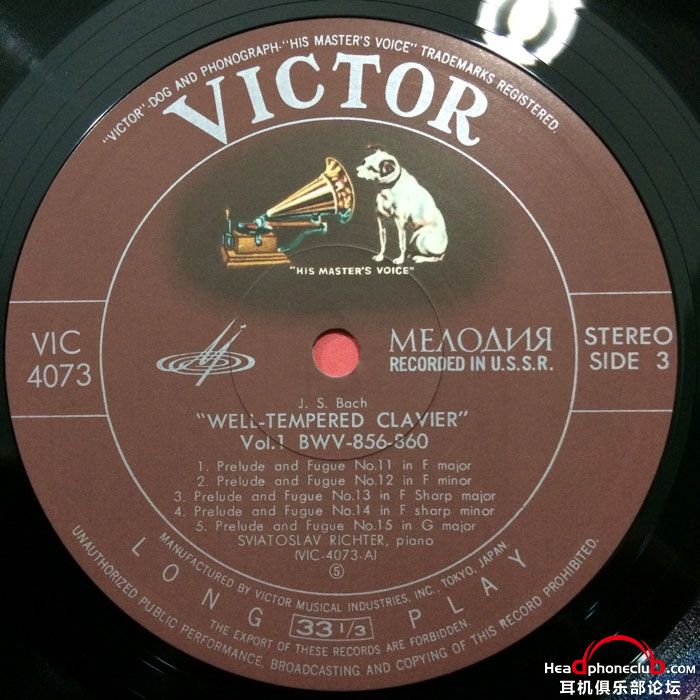 "VICTOR"-DOG AND PHONOGRAPH-"HIS MASTER'S VOICE" TRADEMARKS REGISTERED.
VICTOR
"HIS MASTER'S VOICE"
VIC
4073
МЕЛОДИЯ
RECORDED IN U.S.S.R.
STEREO
SIDE 3
J. S. Bach
"WELL-TEMPERED CLAVIER"
Vol.1 BWV-856-860
1. Prelude and Fugue No.11 in F major
2. Prelude and Fugue No.12 in F minor
3. Prelude and Fugue No.13 in F Sharp major
4. Prelude and Fugue No.14 in F sharp minor
5. Prelude and Fugue No.15 in G major
SVIATOSLAV RICHTER, piano
(VIC-4073-A)
⑤
MANUFACTURED BY VICTOR MUSICAL INDUSTRIES, INC., TOKYO, JAPAN.
LONG 33 1/3 PLAY
THE EXPORT OF THESE RECORDS ARE FORBIDDEN.
UNAUTHORIZED PUBLIC PERFORMANCE, BROADCASTING AND COPYING OF THIS RECORD PROHIBITED.
Headphoneclub.com
耳机俱乐部论坛